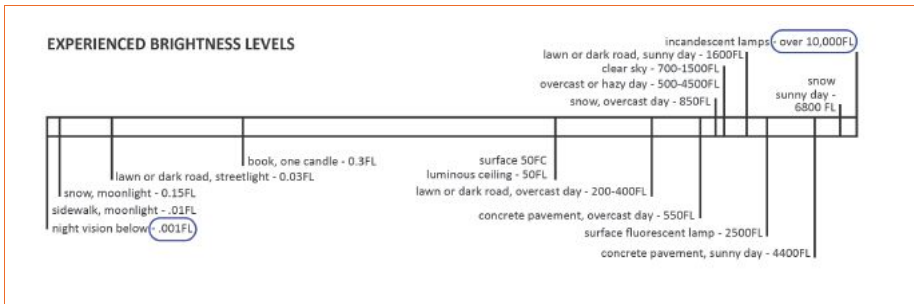 EXPERIENCED BRIGHTNESS LEVELS
incandescent lamps - over 10,000FL
lawn or dark road, sunny day - 1600FL
clear sky - 700-1500FL
overcast or hazy day - 500-4500FL
snow, overcast day - 850FL
snow
sunny day -
6800 FL
book, one candle - 0.3FL
lawn or dark road, streetlight - 0.03FL
snow, moonlight - 0.15FL
sidewalk, moonlight - .01FL
night vision below - .001FL
surface 50FC
luminous ceiling - 50FL
lawn or dark road, overcast day - 200-400FL
concrete pavement, overcast day - 550FL
surface fluorescent lamp - 2500FL
concrete pavement, sunny day - 4400FL